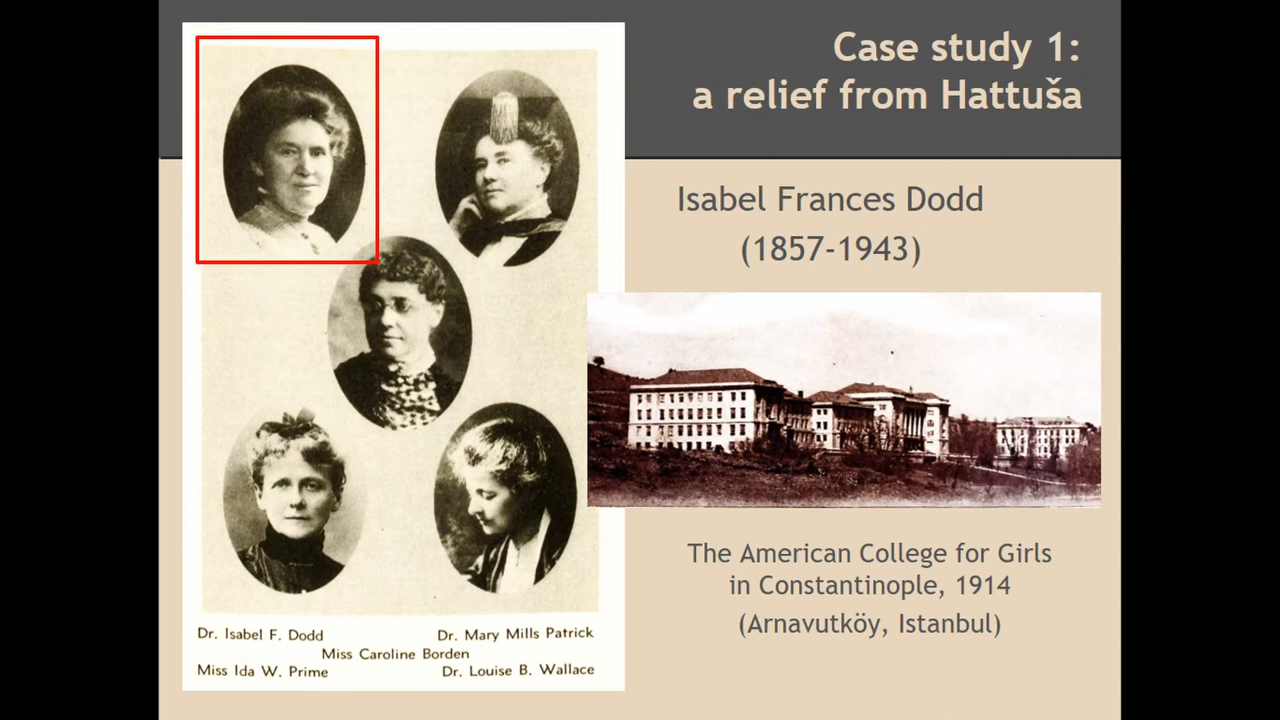 Case study 1:
a relief from Hattuša
Isabel Frances Dodd
(1857-1943)
The American College for Girls
in Constantinople, 1914
(Arnavutköy, Istanbul)
Dr. Isabel F. Dodd
Dr. Mary Mills Patrick
Miss Caroline Borden
Miss Ida W. Prime
Dr. Louise B. Wallace